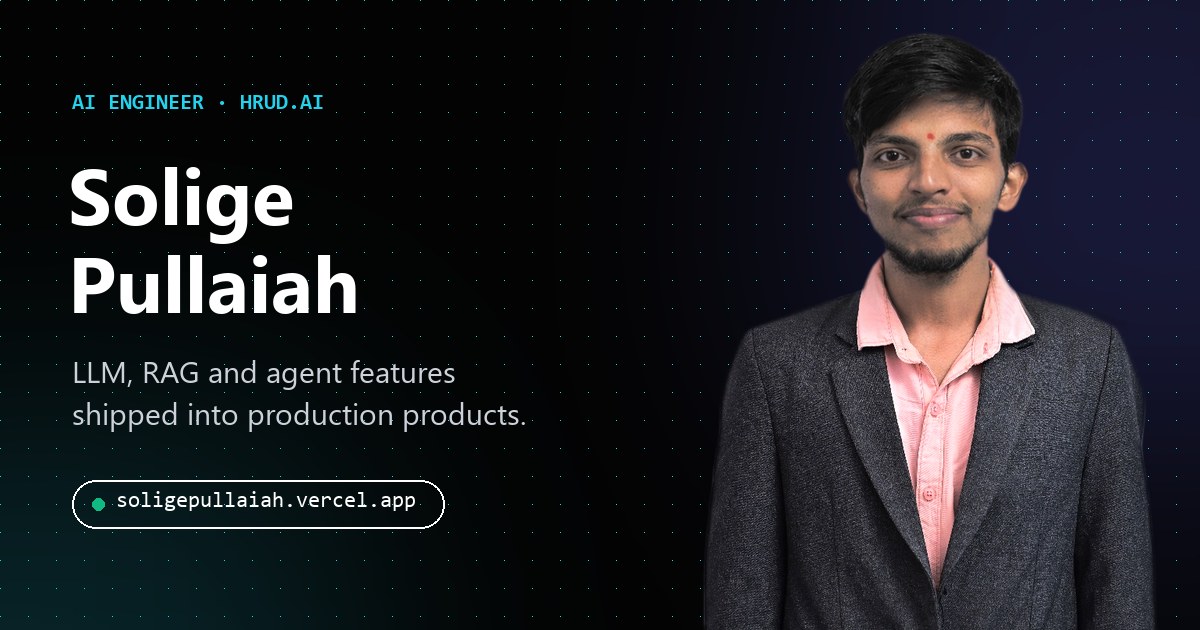 AI ENGINEER · HRUD.AI
Solige
Pullaiah
LLM, RAG and agent features
shipped into production products.
soligepullaiah.vercel.app